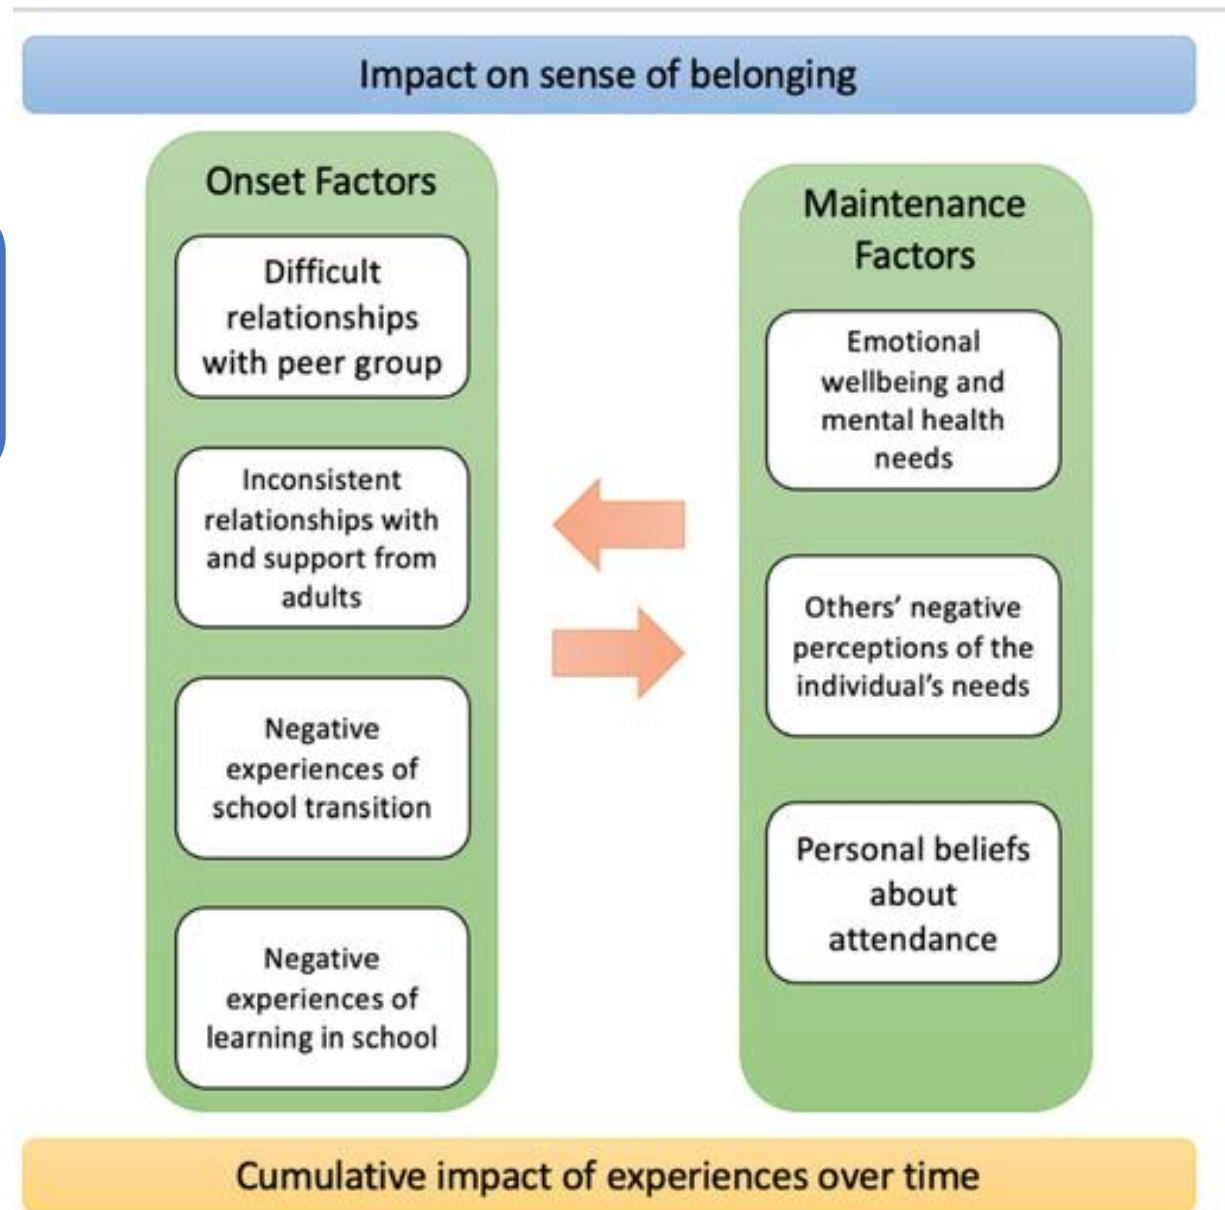 Impact on sense of belonging
Onset Factors
Difficult
relationships
with peer group
Inconsistent
relationships with
and support from
adults
Negative
experiences of
school transition
Negative
experiences of
learning in school
Maintenance
Factors
Emotional
wellbeing and
mental health
needs
Others’ negative
perceptions of the
individual’s needs
Personal beliefs
about
attendance
Cumulative impact of experiences over time